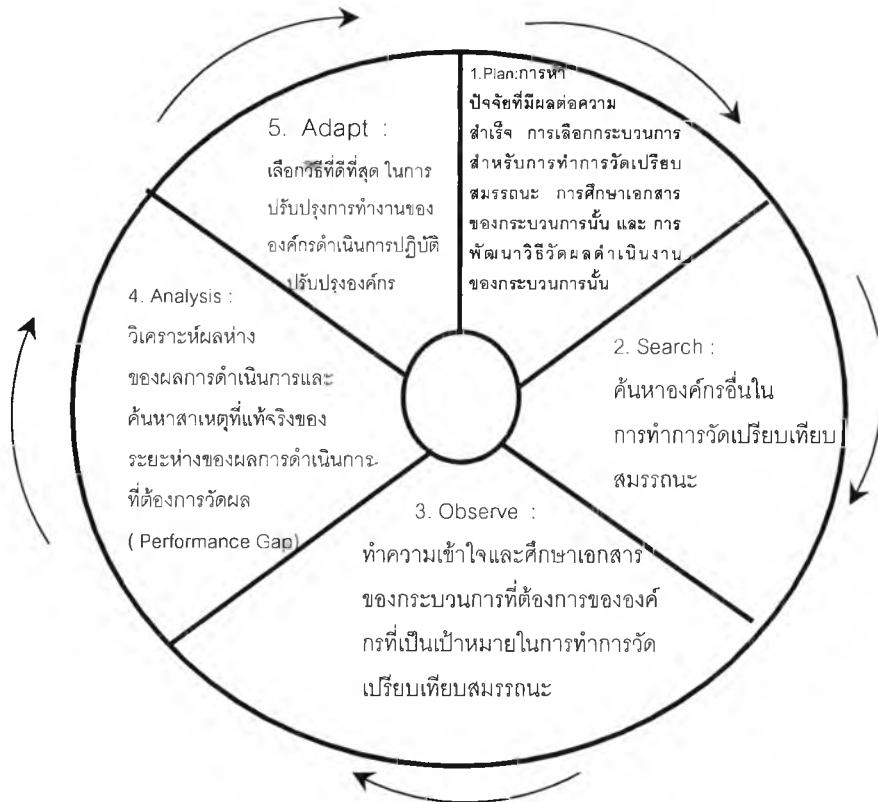 1.Plan:การหา
ปัจจัยที่มีผลต่อความ
สำเร็จ การเลือกกระบวนการ
สำหรับการทำการวัดเปรียบ
สมรรถนะ การศึกษาเอกสาร
ของกระบวนการนั้น และ การ
พัฒนาวิธีวัดผลดำเนินงาน
ของกระบวนการนั้น
2. Search :
ค้นหาองค์กรอื่นใน
การทำการวัดเปรียบเทียบ
สมรรถนะ
3. Observe :
ทำความเข้าใจและศึกษาเอกสาร
ของกระบวนการที่ต้องการขององค์
กรที่เป็นเป้าหมายในการทำการวัด
เปรียบเทียบสมรรถนะ
4. Analysis :
วิเคราะห์ผลห่าง
ของผลการดำเนินการและ
ค้นหาสาเหตุที่แท้จริงของ
ระยะห่างของผลการดำเนินการ
ที่ต้องการวัดผล
( Performance Gap)
5. Adapt :
เลือกวิธีที่ดีที่สุด ในการ
ปรับปรุงการทำงานของ
องค์กรดำเนินการปฏิบัติ
ปรับปรุงองค์กร